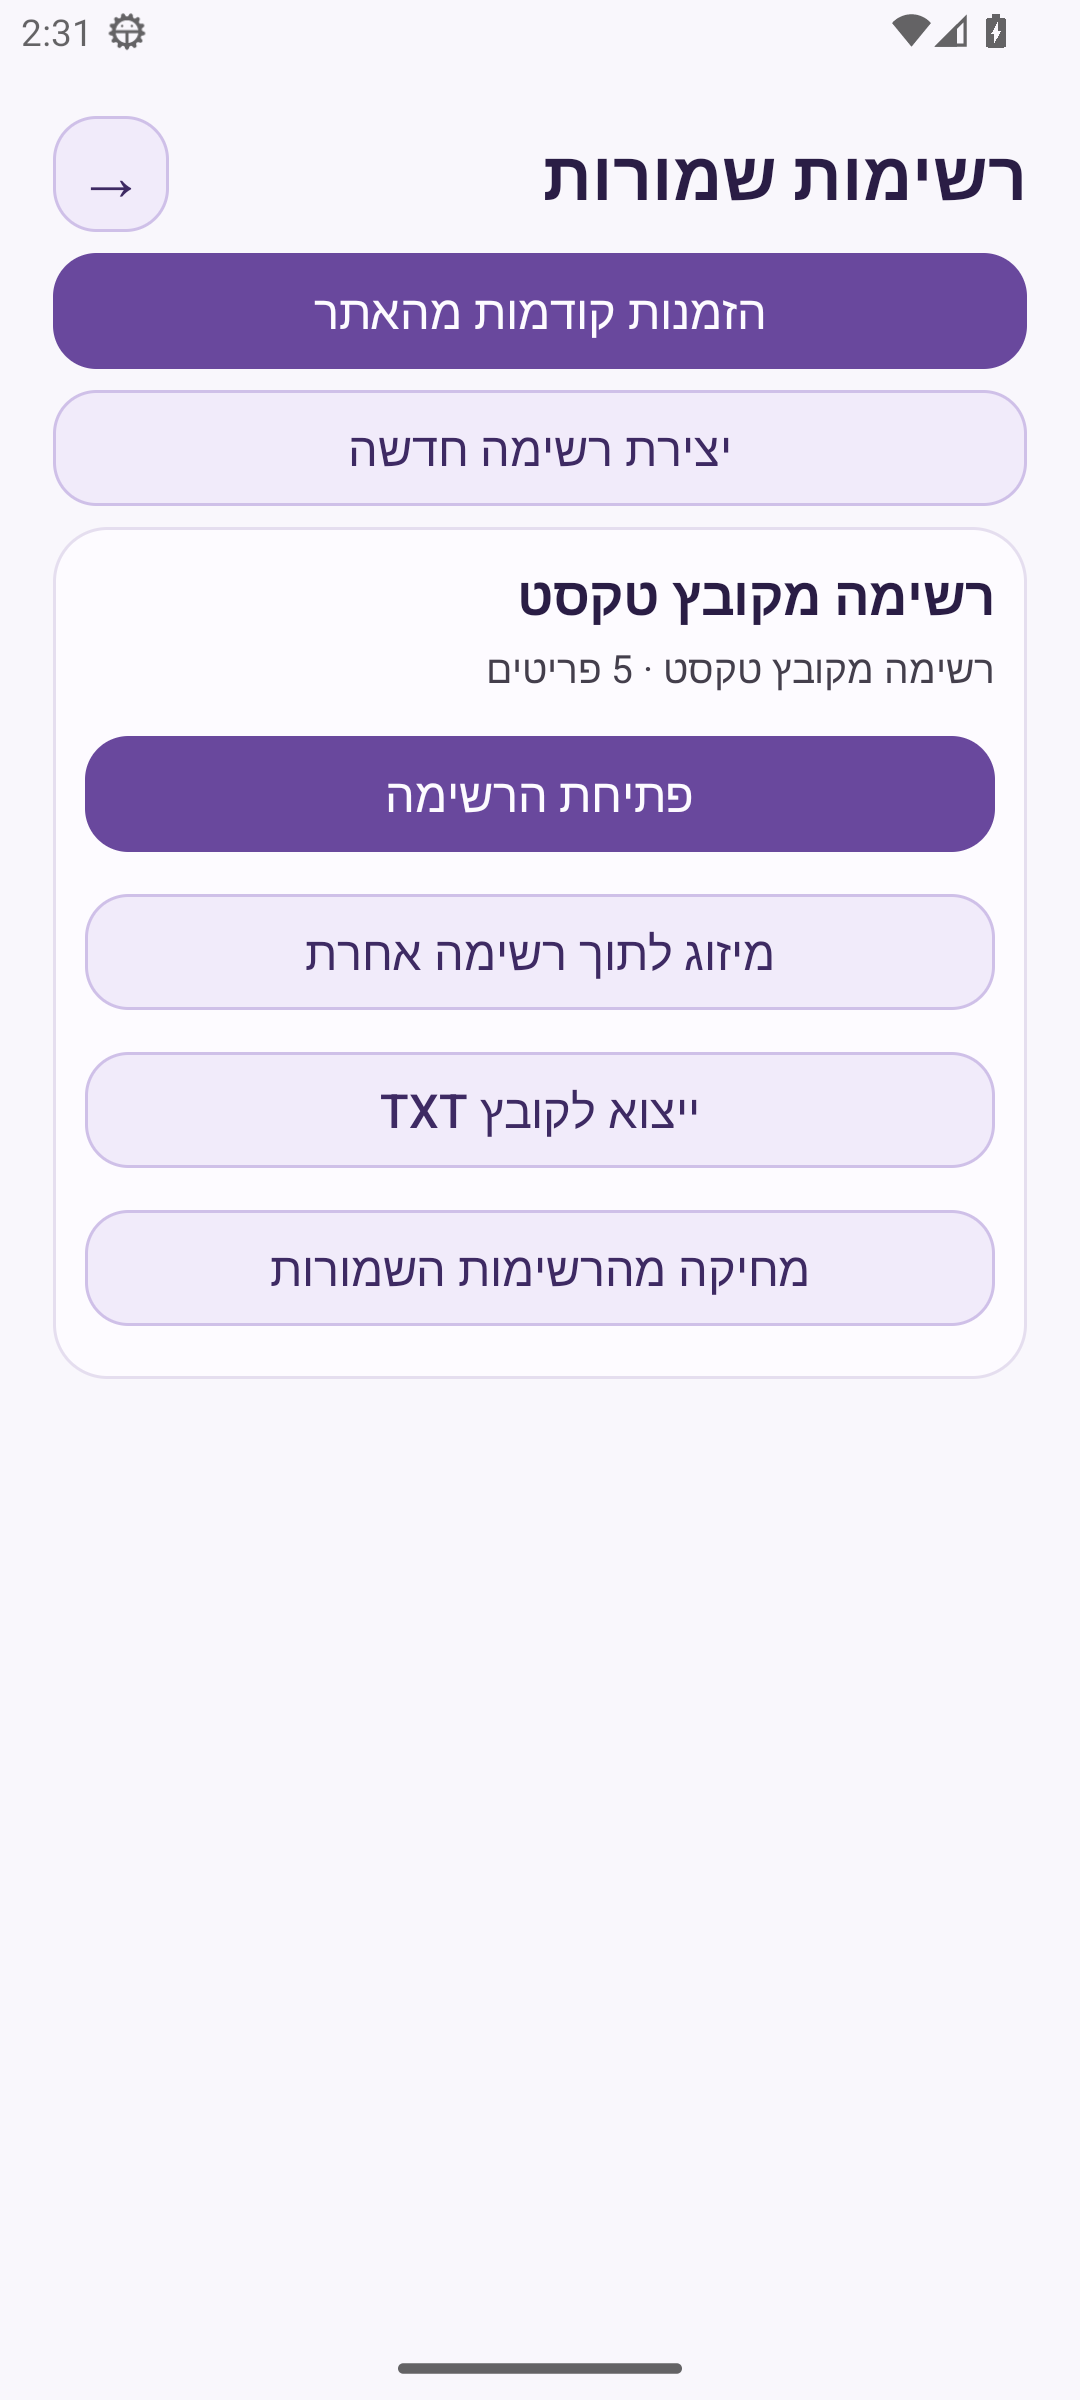 2:31
רשימות שמורות
→
הזמנות קודמות מהאתר
יצירת רשימה חדשה
רשימה מקובץ טקסט
רשימה מקובץ טקסט · 5 פריטים
פתיחת הרשימה
מיזוג לתוך רשימה אחרת
ייצוא לקובץ TXT
מחיקה מהרשימות השמורות